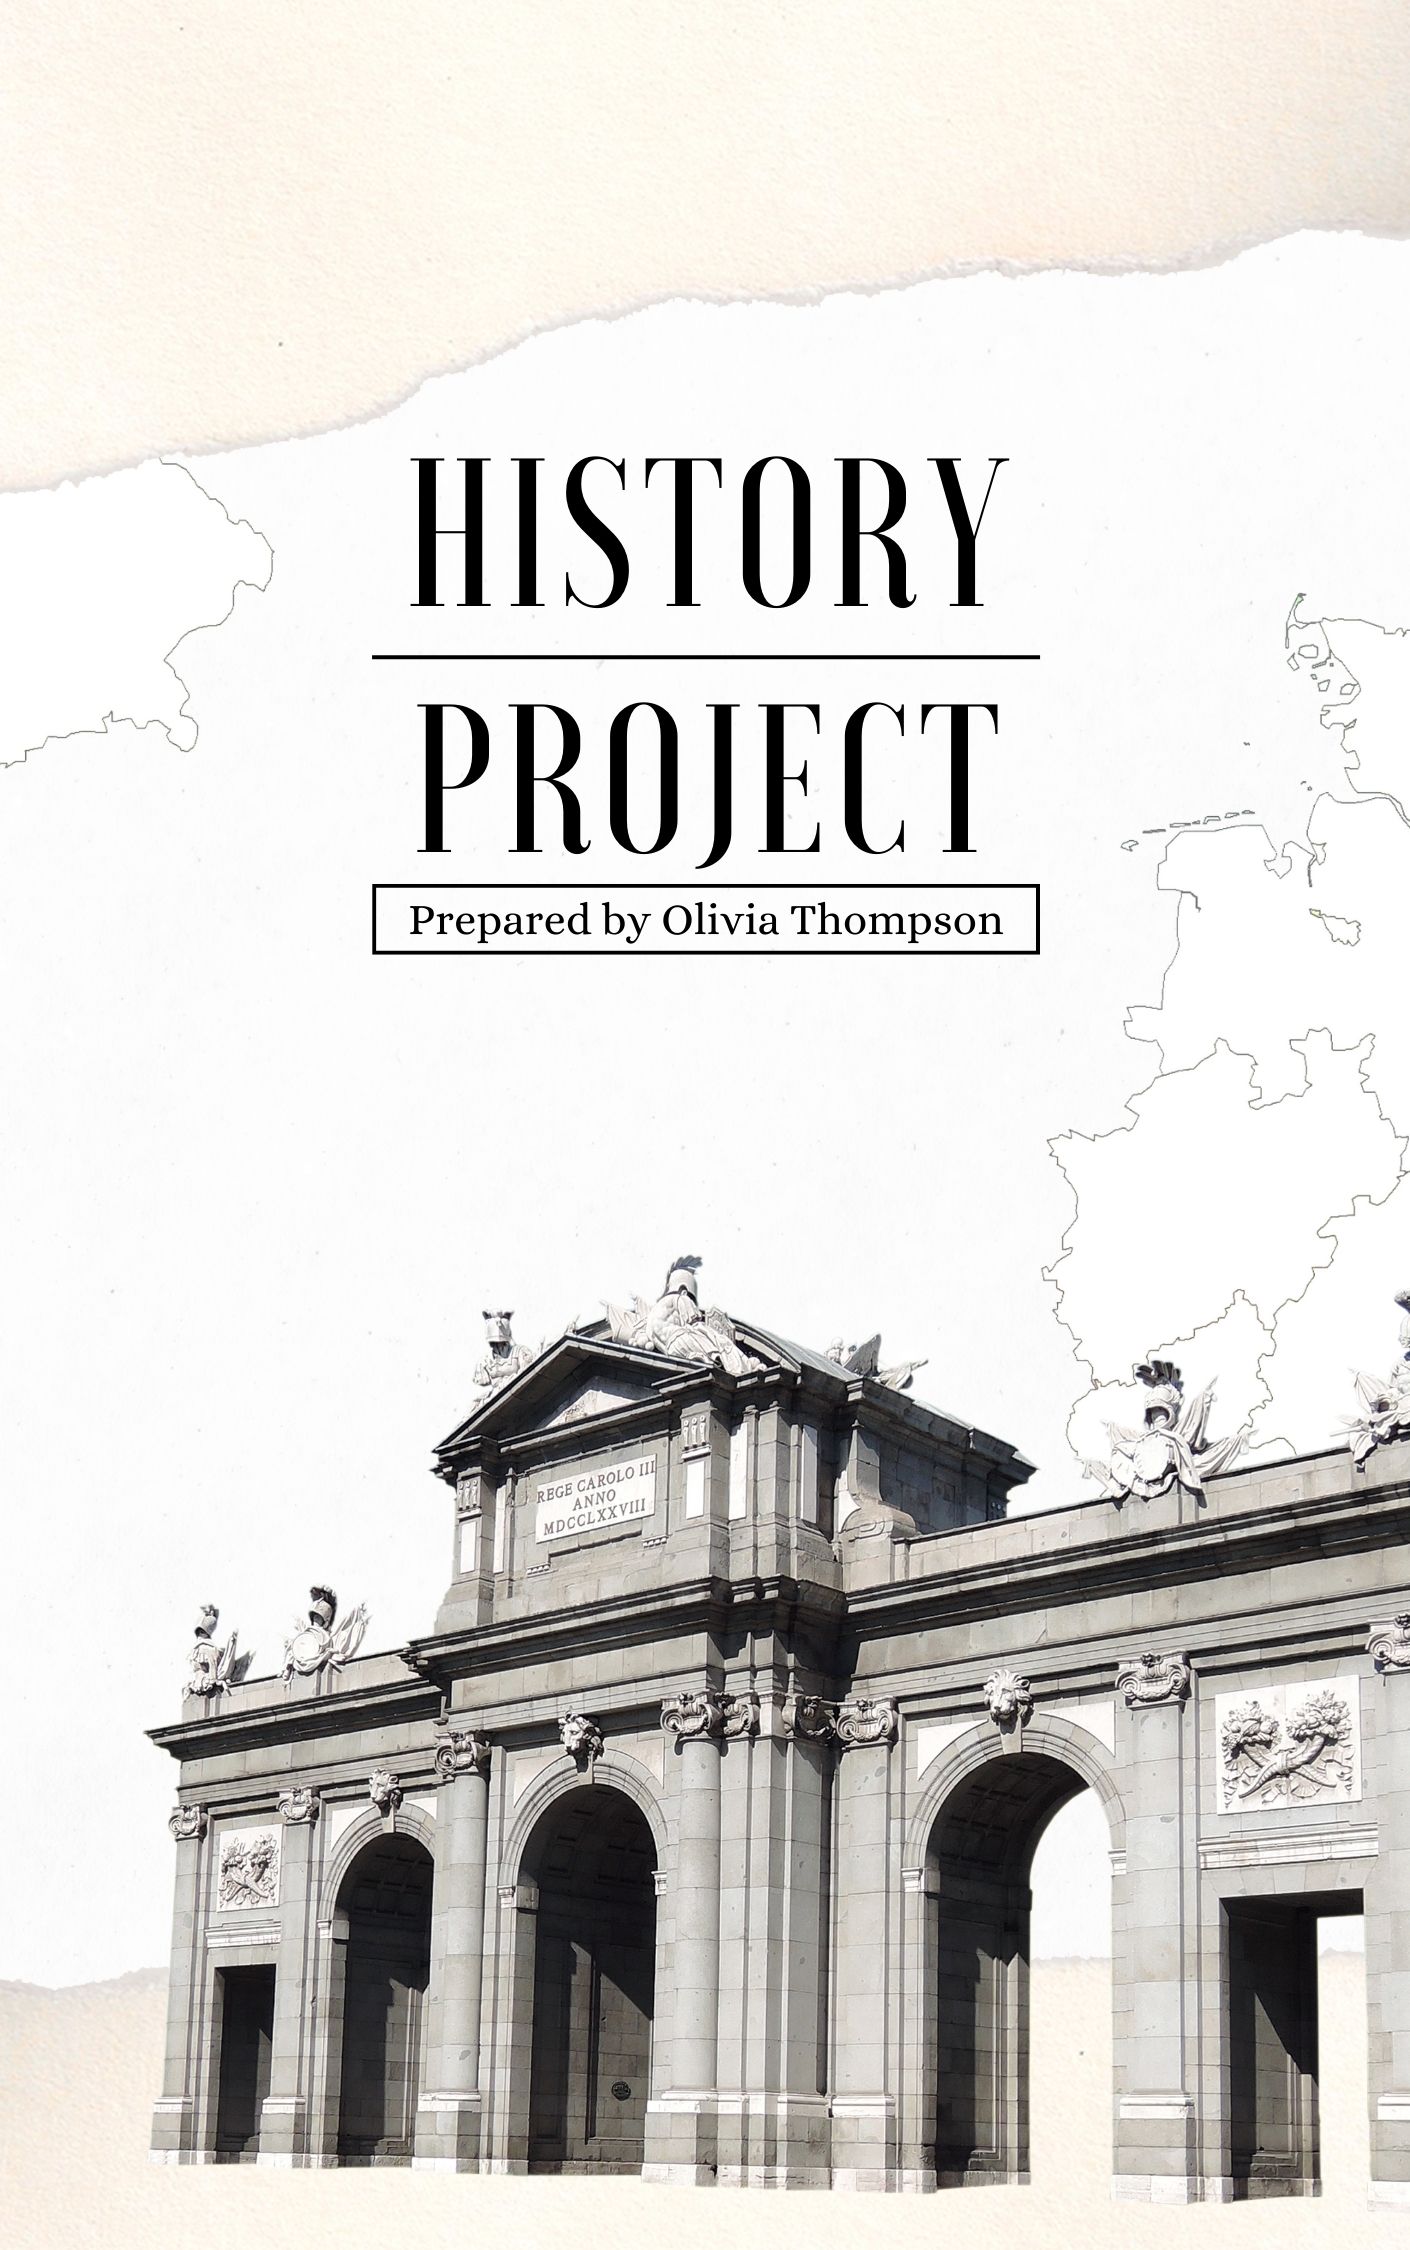 HISTORY
PROJECT
Prepared by Olivia Thompson
REGE CAROLO III
ANNO
MDCCLXXVIII